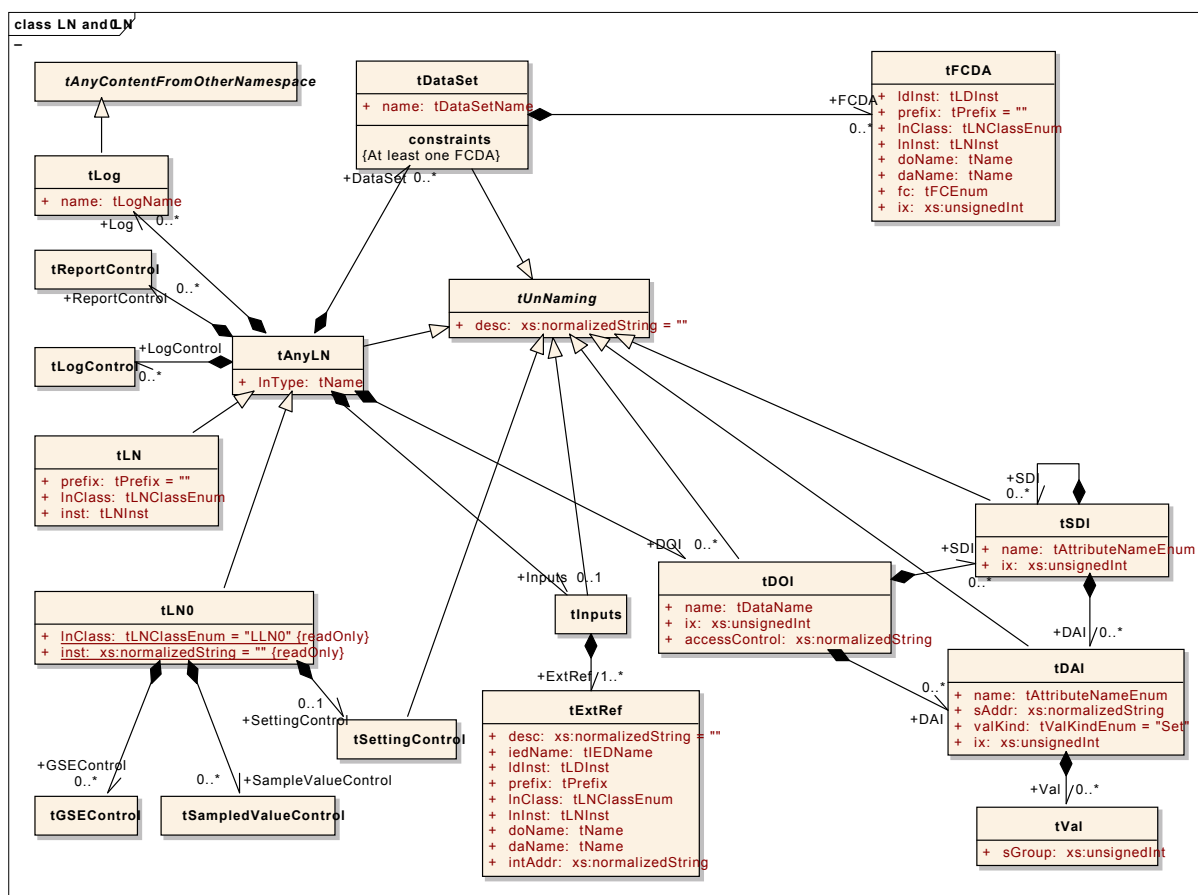 class LN and LN0
tAnyContentFromOtherNamespace
tDataSet
+ name: tDataSetName
constraints
{At least one FCDA}
+DataSet 0..*
+FCDA
0..*
tFCDA
+ ldInst: tLDInst
+ prefix: tPrefix = ""
+ lnClass: tLNClassEnum
+ lnInst: tLNInst
+ doName: tName
+ daName: tName
+ fc: tFCEnum
+ ix: xs:unsignedInt
tLog
+ name: tLogName
+Log 0..*
tReportControl
+ReportControl 0..*
tUnNaming
+ desc: xs:normalizedString = ""
+LogControl
0..*
tLogControl
tAnyLN
+ lnType: tName
tLN
+ prefix: tPrefix = ""
+ lnClass: tLNClassEnum
+ inst: tLNInst
+SDI
0..*
tSDI
+ name: tAttributeNameEnum
+ ix: xs:unsignedInt
+DOI 0..*
+SDI
0..*
+Inputs 0..1
tDOI
+ name: tDataName
+ ix: xs:unsignedInt
+ accessControl: xs:normalizedString
tInputs
tLN0
+ lnClass: tLNClassEnum = "LLN0" {readOnly}
+ inst: xs:normalizedString = "" {readOnly}
+DAI 0..*
tDAI
+ name: tAttributeNameEnum
+ sAddr: xs:normalizedString
+ valKind: tValKindEnum = "Set"
+ ix: xs:unsignedInt
0..*
+DAI
+ExtRef 1..*
tExtRef
+ desc: xs:normalizedString = ""
+ iedName: tIEDName
+ ldInst: tLDInst
+ prefix: tPrefix
+ lnClass: tLNClassEnum
+ lnInst: tLNInst
+ doName: tName
+ daName: tName
+ intAddr: xs:normalizedString
0..1
+SettingControl
tSettingControl
+GSEControl
0..*
0..* +SampleValueControl
tGSEControl
tSampledValueControl
+Val 0..*
tVal
+ sGroup: xs:unsignedInt